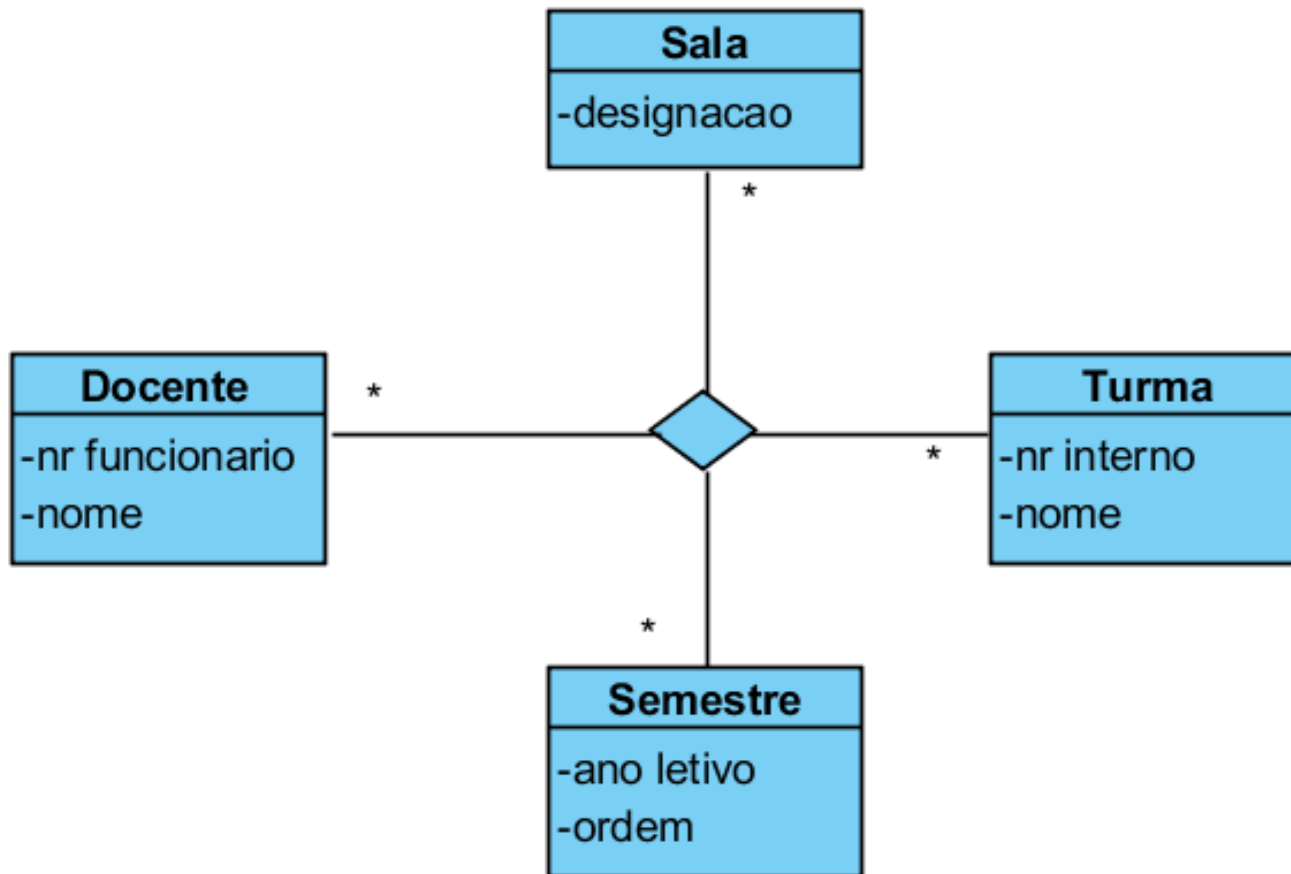 Sala
-designacao
*
Docente
-nr funcionario
-nome
*
Turma
-nr interno
-nome
*
*
Semestre
-ano letivo
-ordem